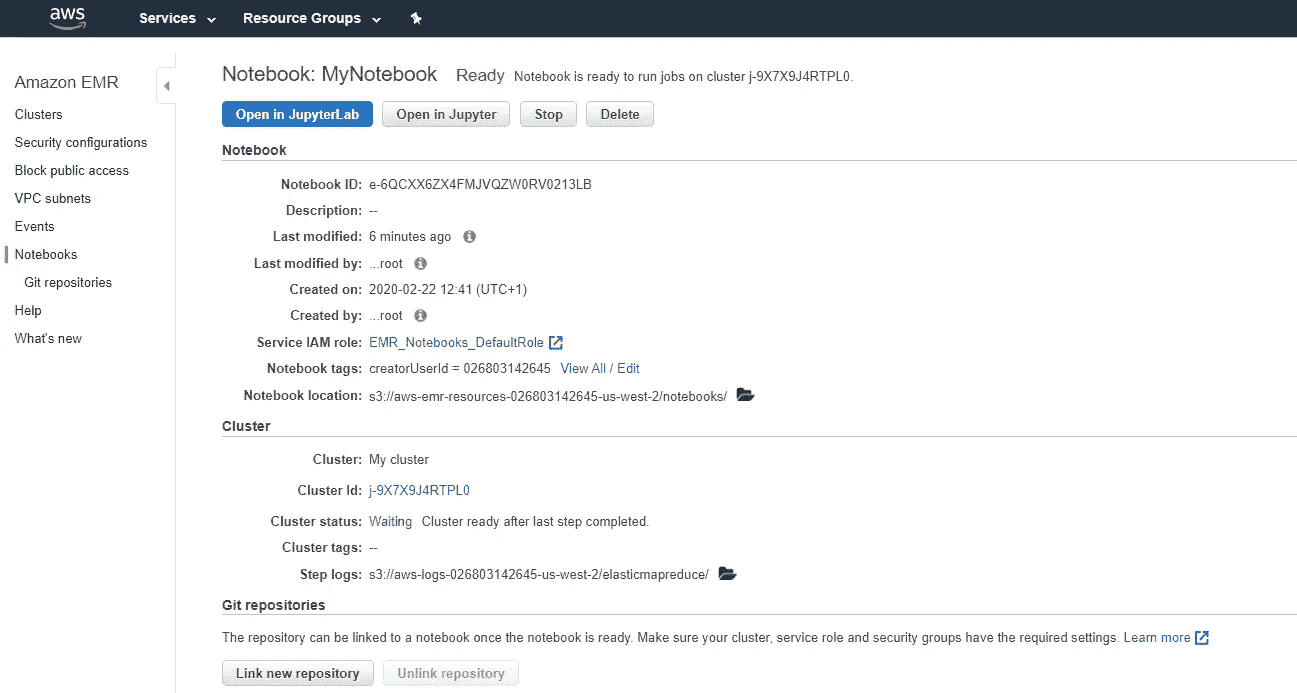 aws Services Resource Groups
Amazon EMR
Clusters
Security configurations
Block public access
VPC subnets
Events
Notebooks
Git repositories
Help
What's new
Notebook: MyNotebook Ready Notebook is ready to run jobs on cluster j-9X7X9J4RTPL0.
Open in JupyterLab Open in Jupyter Stop Delete
Notebook
Notebook ID: e-6QCXX6ZX4FMJVQZW0RV0213LB
Description: --
Last modified: 6 minutes ago
Last modified by: ...root
Created on: 2020-02-22 12:41 (UTC+1)
Created by: ...root
Service IAM role: EMR_Notebooks_DefaultRole
Notebook tags: creatorUserId = 026803142645 View All / Edit
Notebook location: s3://aws-emr-resources-026803142645-us-west-2/notebooks/
Cluster
Cluster: My cluster
Cluster Id: j-9X7X9J4RTPL0
Cluster status: Waiting Cluster ready after last step completed.
Cluster tags: --
Step logs: s3://aws-logs-026803142645-us-west-2/elasticmapreduce/
Git repositories
The repository can be linked to a notebook once the notebook is ready. Make sure your cluster, service role and security groups have the required settings. Learn more
Link new repository Unlink repository